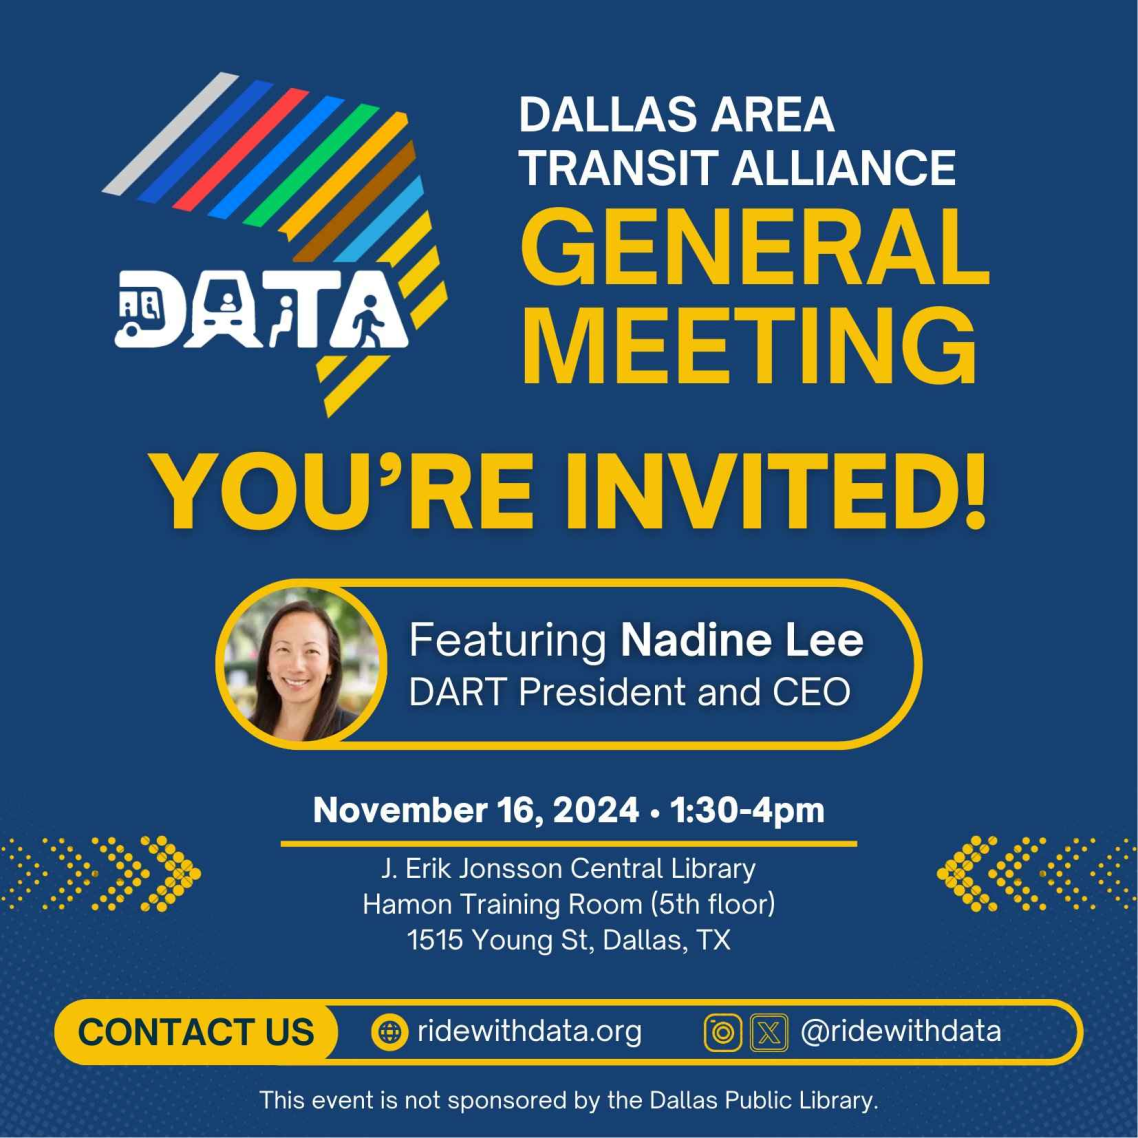 DATA
DALLAS AREA
TRANSIT ALLIANCE
GENERAL
MEETING
YOU’RE INVITED!
Featuring Nadine Lee
DART President and CEO
November 16, 2024 • 1:30-4pm
J. Erik Jonsson Central Library
Hamon Training Room (5th floor)
1515 Young St, Dallas, TX
CONTACT US ridewithdata.org @ridewithdata
This event is not sponsored by the Dallas Public Library.